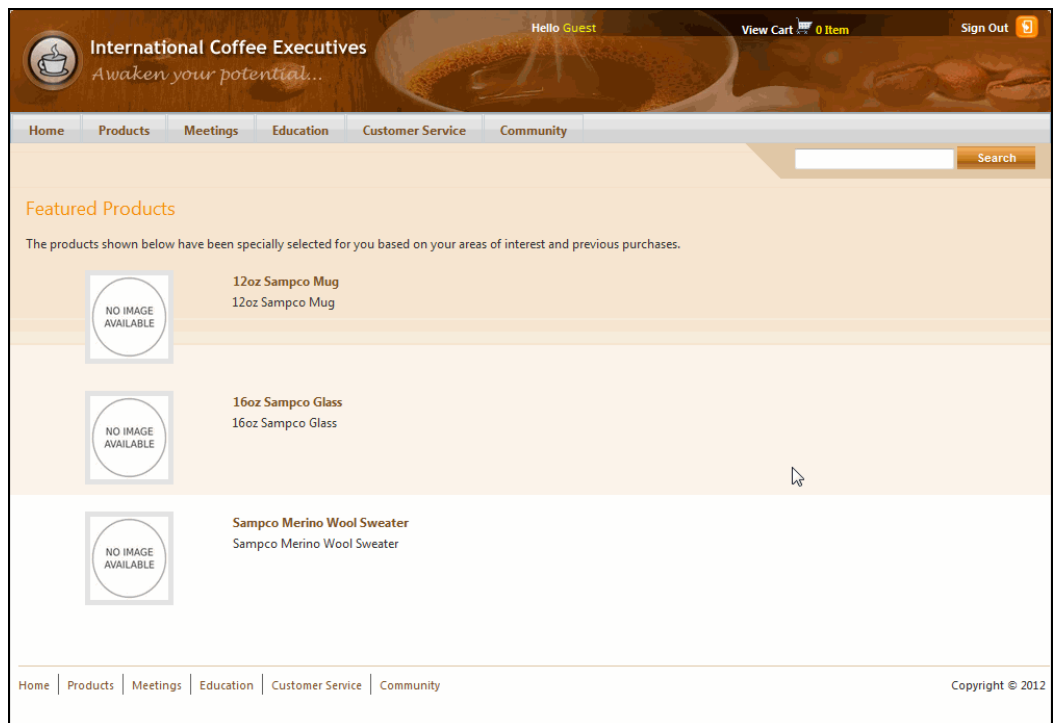 Hello Guest
View Cart 0 Item
Sign Out
International Coffee Executives
Awaken your potential...
Home Products Meetings Education Customer Service Community
Search
Featured Products
The products shown below have been specially selected for you based on your areas of interest and previous purchases.
NO IMAGE
AVAILABLE
12oz Sampco Mug
12oz Sampco Mug
NO IMAGE
AVAILABLE
16oz Sampco Glass
16oz Sampco Glass
NO IMAGE
AVAILABLE
Sampco Merino Wool Sweater
Sampco Merino Wool Sweater
Home | Products | Meetings | Education | Customer Service | Community
Copyright © 2012